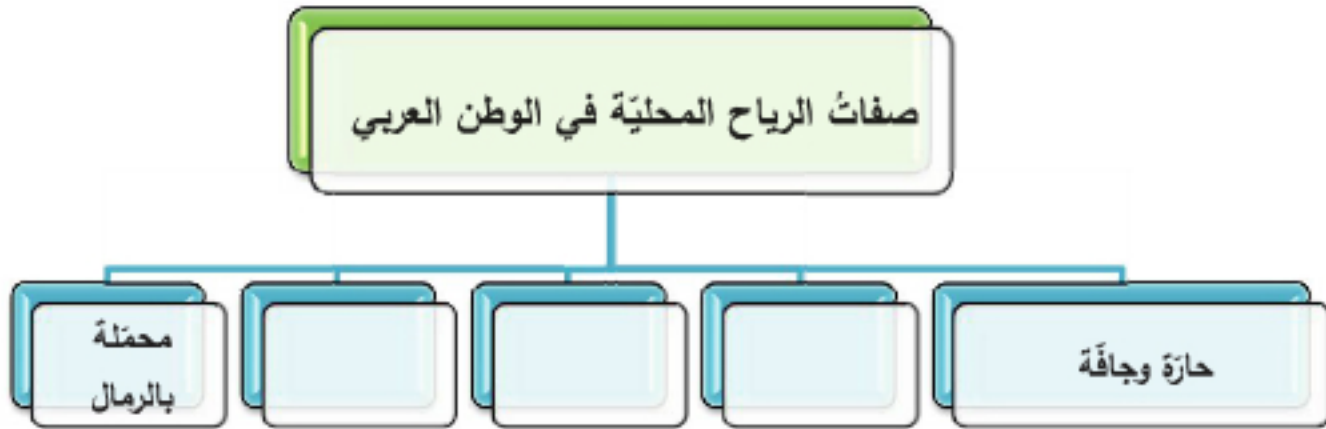 صفاتُ الرياح المحليّة في الوطن العربي
حارّة وجافّة
محمّلة
بالرمال